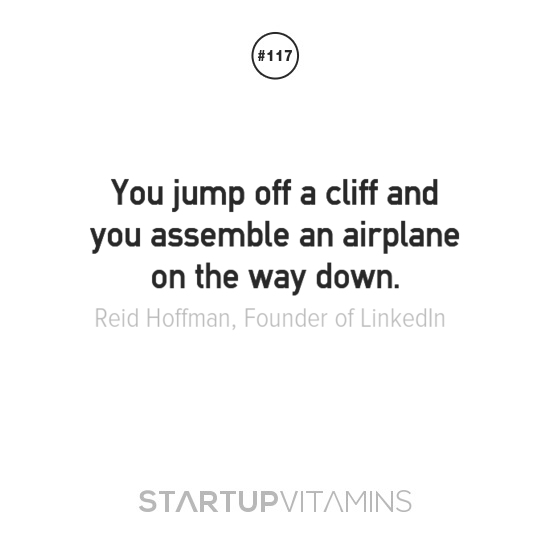 #117
You jump off a cliff and
you assemble an airplane
on the way down.
Reid Hoffman, Founder of LinkedIn
STARTUPVITAMINS